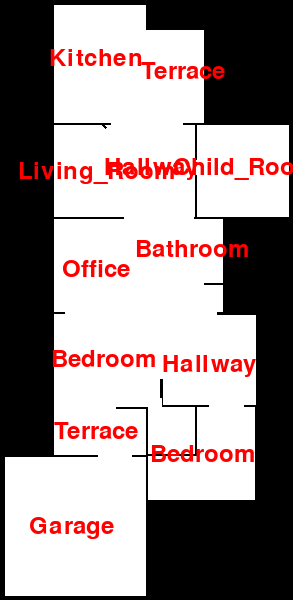 Kitchen
Terrace
Living_Room
Hallway
Child_Roo
Bathroom
Office
Bedroom
Hallway
Terrace
Bedroom
Garage